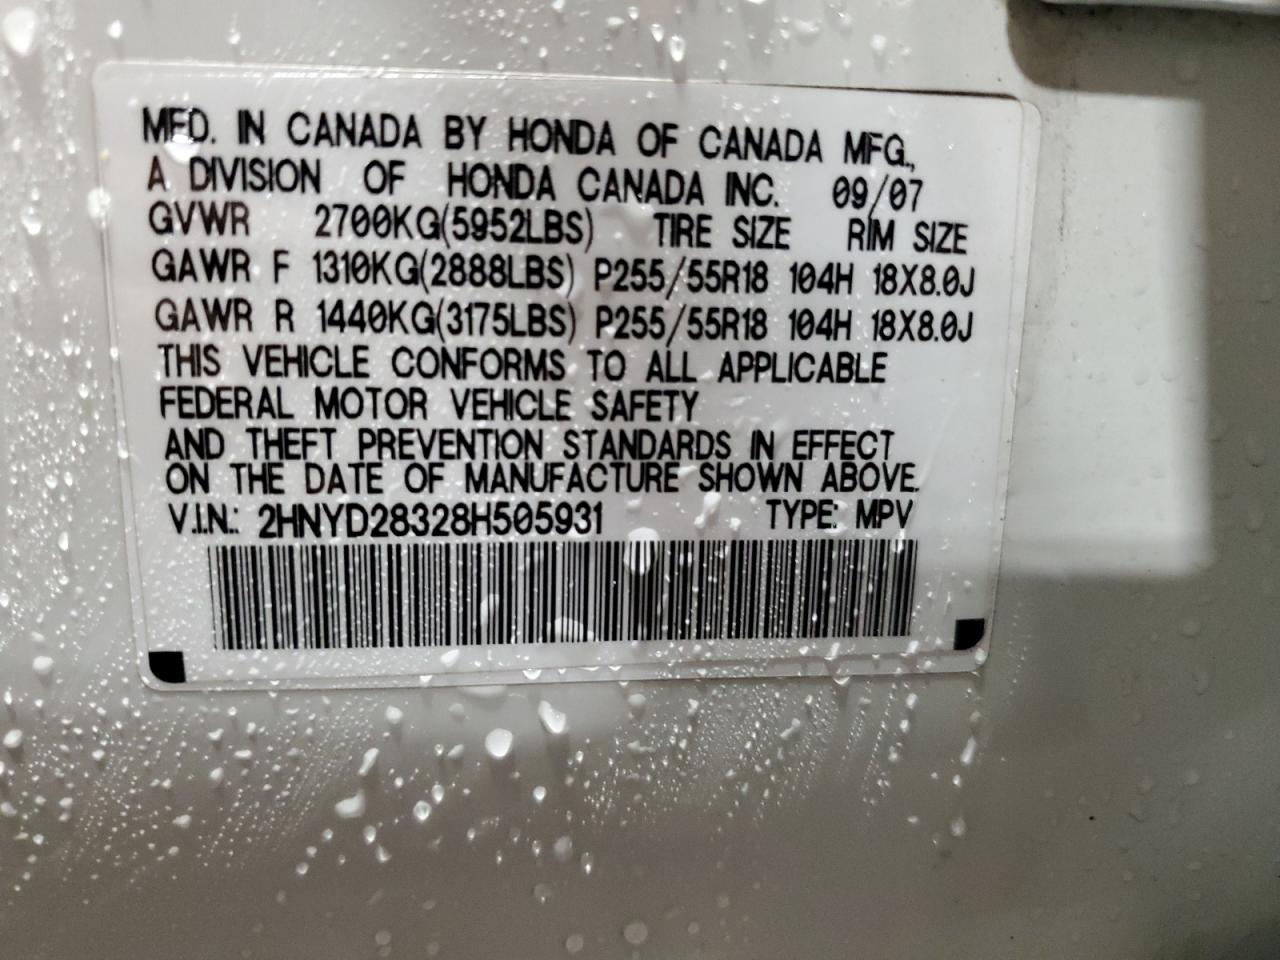 MFD. IN CANADA BY HONDA OF CANADA MFG.,
A DIVISION OF HONDA CANADA INC. 09/07
GVWR 2700KG(5952LBS) TIRE SIZE RIM SIZE
GAWR F 1310KG(2888LBS) P255/55R18 104H 18X8.0J
GAWR R 1440KG(3175LBS) P255/55R18 104H 18X8.0J
THIS VEHICLE CONFORMS TO ALL APPLICABLE
FEDERAL MOTOR VEHICLE SAFETY
AND THEFT PREVENTION STANDARDS IN EFFECT
ON THE DATE OF MANUFACTURE SHOWN ABOVE.
V.I.N.: 2HNYD28328H505931 TYPE: MPV